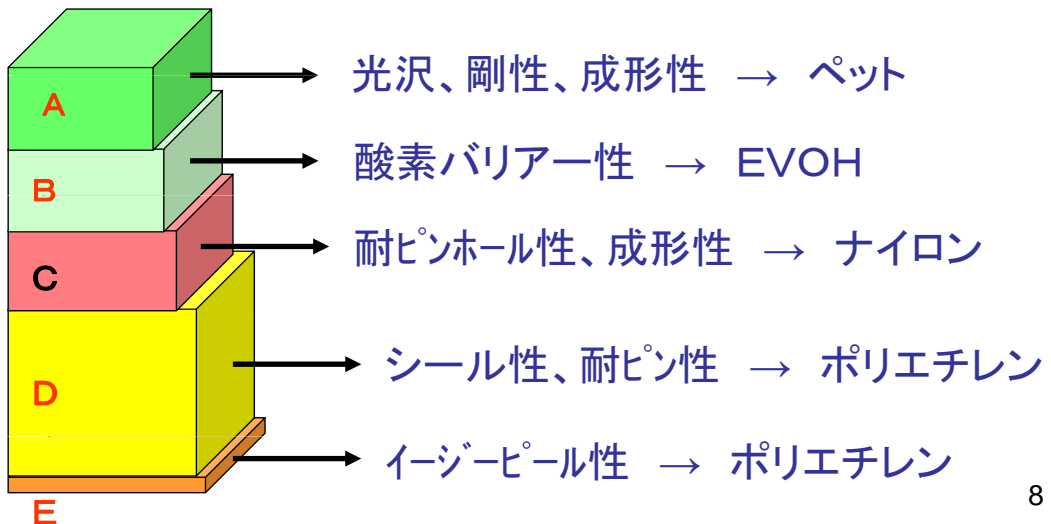 A
光沢、剛性、成形性 → ペット
B
酸素バリアー性 → EVOH
C
耐ピンホール性、成形性 → ナイロン
D
シール性、耐ピン性 → ポリエチレン
イージーピール性 → ポリエチレン
E
8